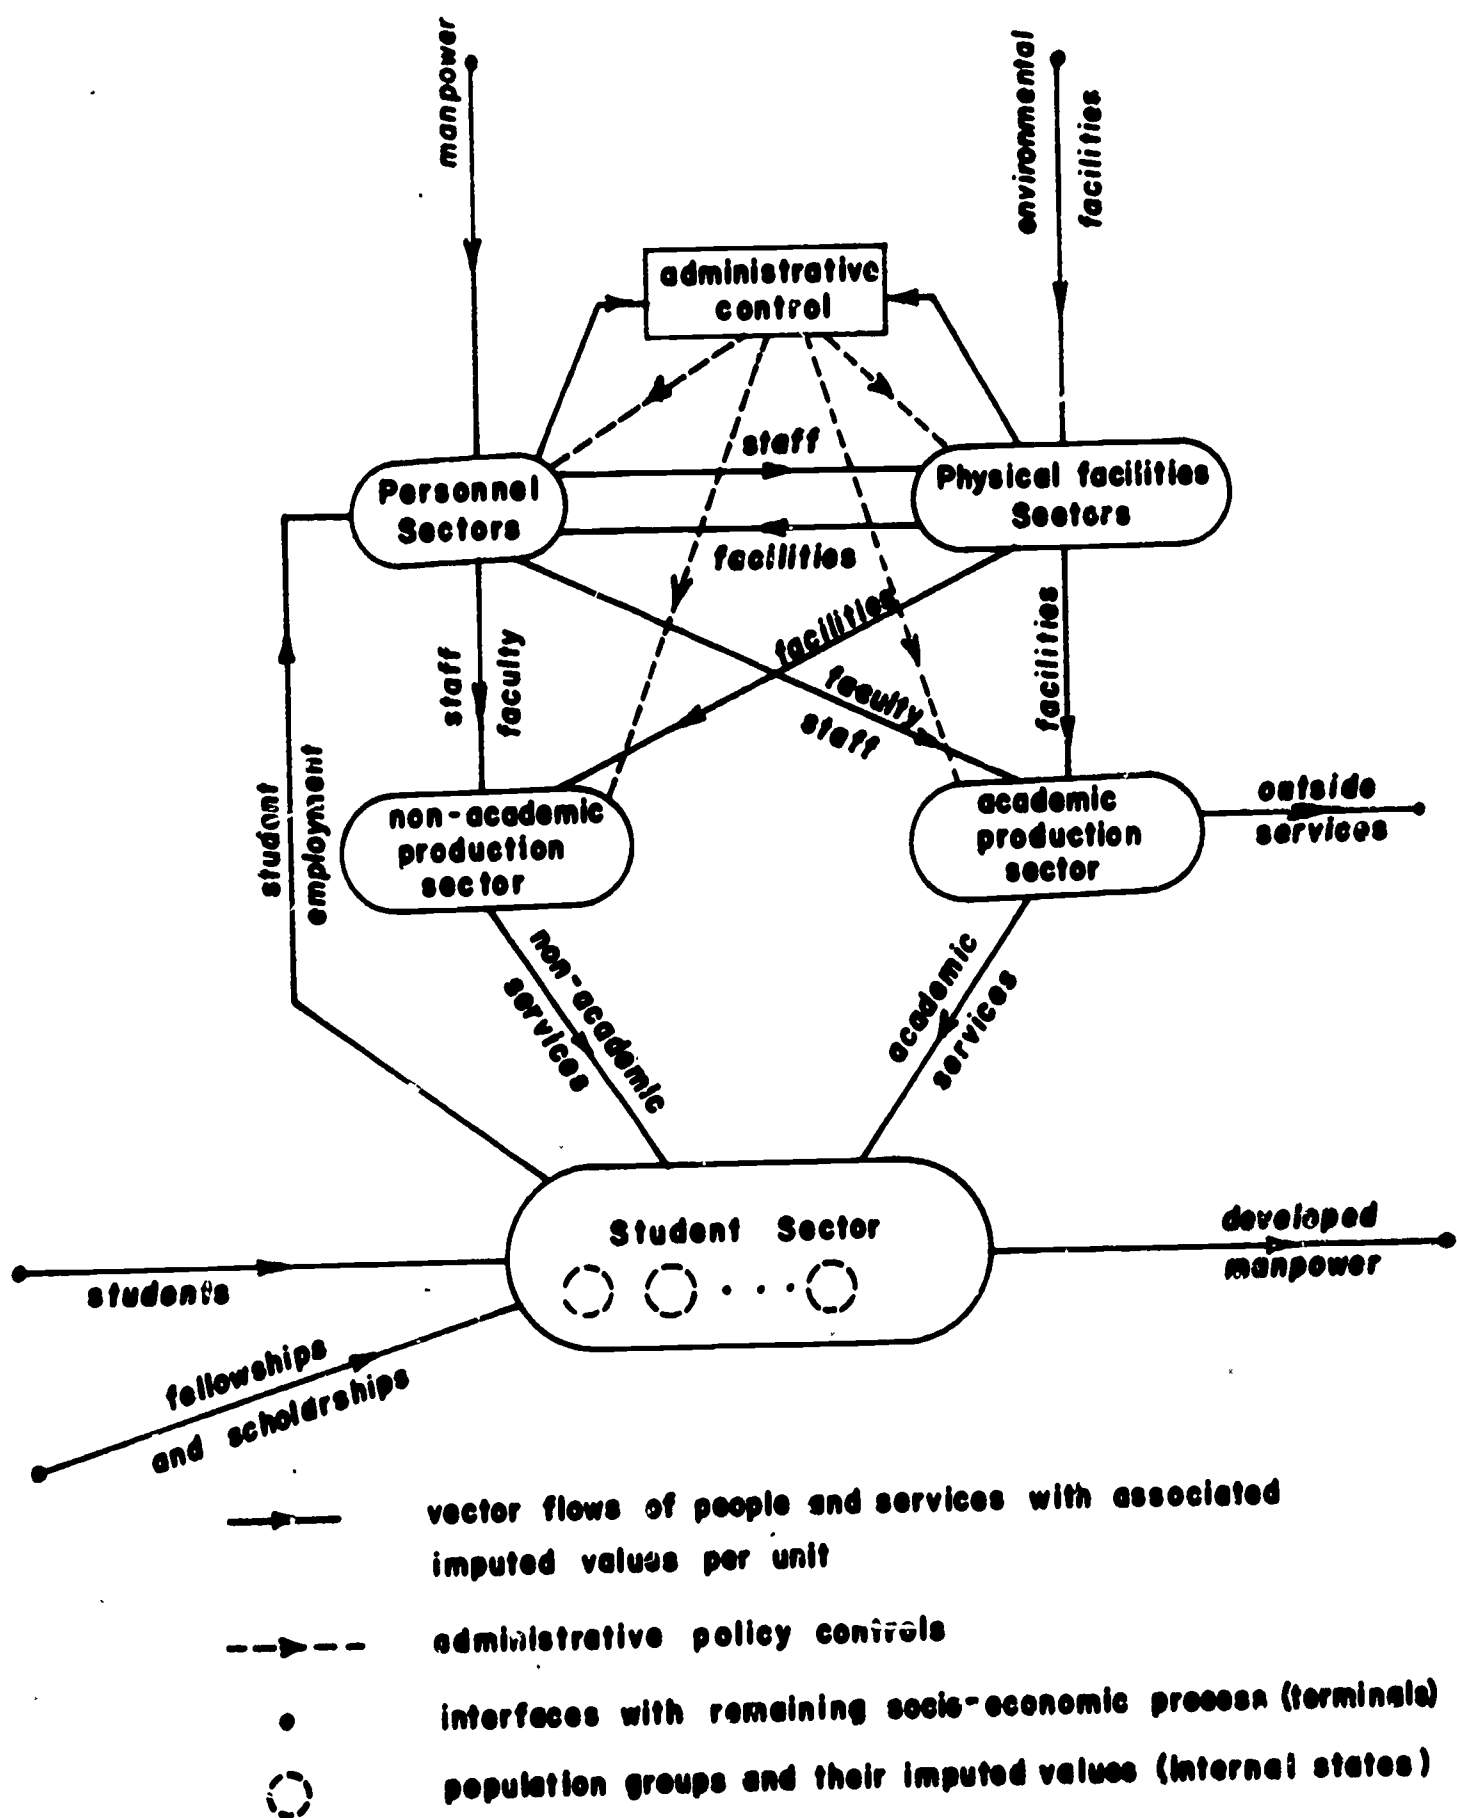 manpower
environmental
facilities
administrative
control
staff
Personnel
Sectors
Physical facilities
Sectors
facilities
staff
faculty
facilities
faculty
staff
facilities
student
employment
non-academic
production
sector
academic
production
sector
outside
services
non-academic
services
academic
services
Student Sector
students
developed
manpower
fellowships
and scholarships
vector flows of people and services with associated
imputed values per unit
administrative policy controls
interfaces with remaining socio-economic process (terminals)
population groups and their imputed values (internal states)